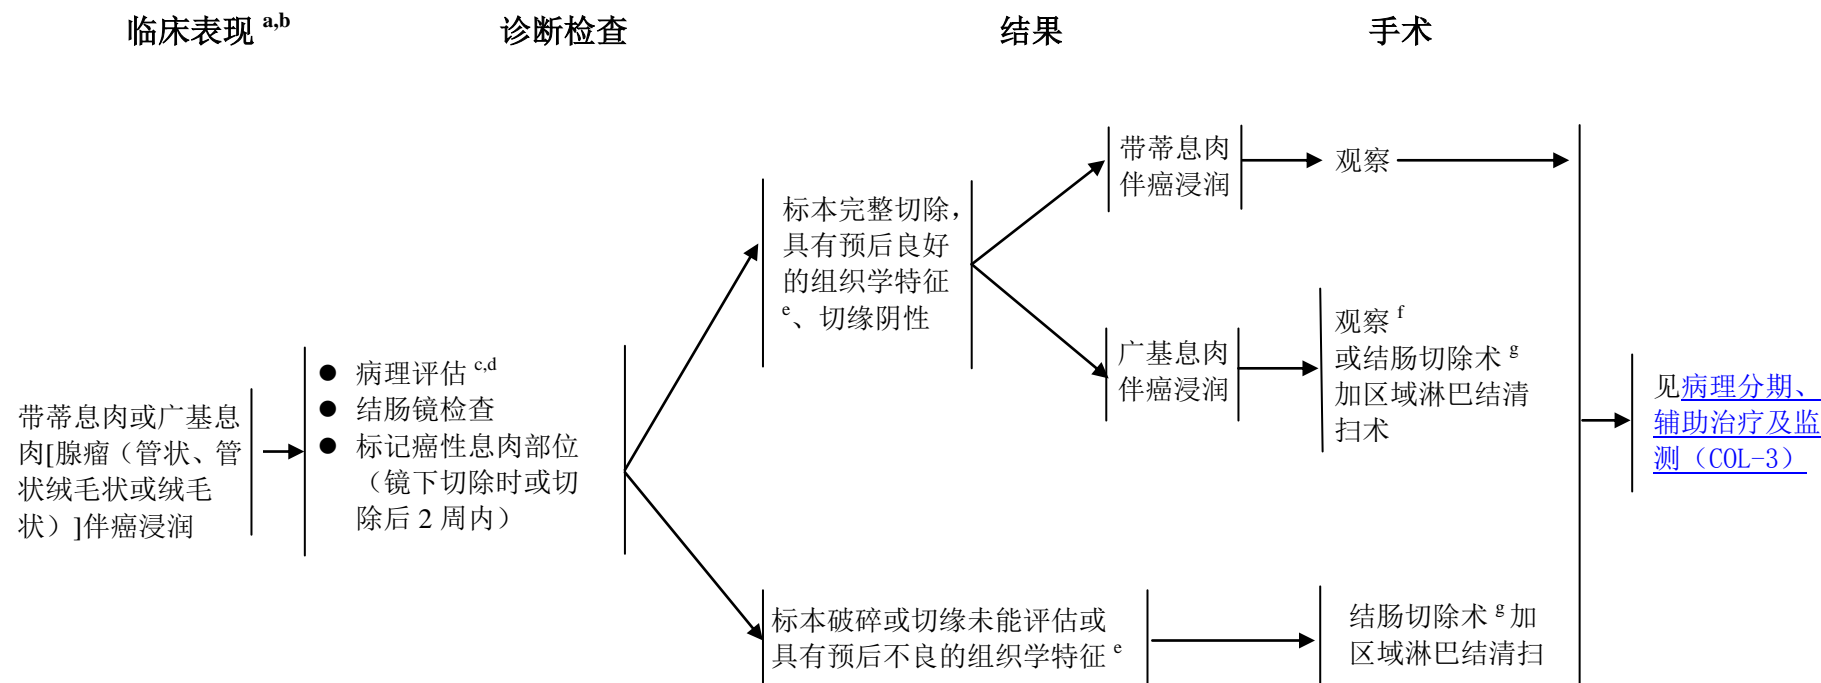 临床表现 a,b
诊断检查
结果
手术
带蒂息肉或广基息
肉[腺瘤（管状、管
状绒毛状或绒毛
状）]伴癌浸润
● 病理评估 c,d
● 结肠镜检查
● 标记癌性息肉部位
（镜下切除时或切
除后 2 周内）
标本完整切除，
具有预后良好
的组织学特征
e、切缘阴性
带蒂息肉
伴癌浸润
观察
广基息肉
伴癌浸润
观察 f
或结肠切除术 g
加区域淋巴结清
扫术
标本破碎或切缘未能评估或
具有预后不良的组织学特征 e
结肠切除术 g 加
区域淋巴结清扫
见病理分期、
辅助治疗及监
测（COL-3）